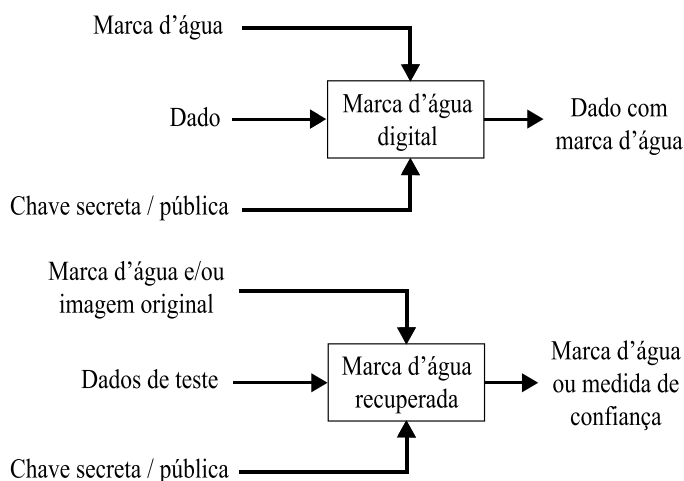 Marca d’água
Dado
Marca d’água
digital
Dado com
marca d’água
Chave secreta / pública
Marca d’água e/ou
imagem original
Dados de teste
Marca d’água
recuperada
Marca d’água
ou medida de
confiança
Chave secreta / pública